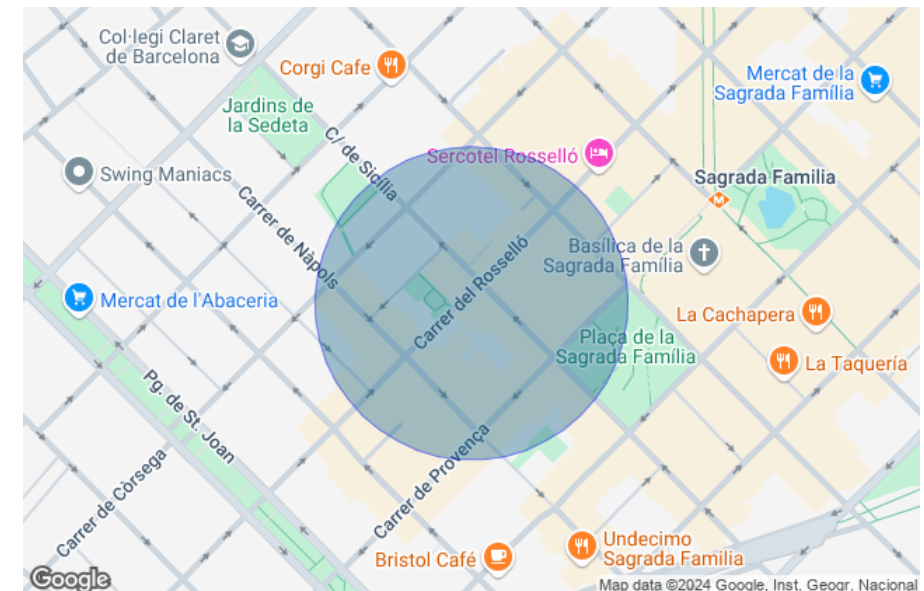 Col·legi Claret
de Barcelona
Corgi Cafe
Mercat de la
Sagrada Família
Jardins de
la Sedeta
C/ de Sicília
Sercotel Rosselló
Swing Maniacs
Sagrada Familia
M
Carrer de Nàpols
Basílica de la
Sagrada Família
Carrer del Rosselló
Mercat de l'Abaceria
La Cachapera
Plaça de la
Sagrada Família
La Taquería
Pg. de St. Joan
Carrer de Provença
Carrer de Còrsega
Undecimo
Sagrada Familia
Bristol Café
Google
Map data ©2024 Google, Inst. Geogr. Nacional